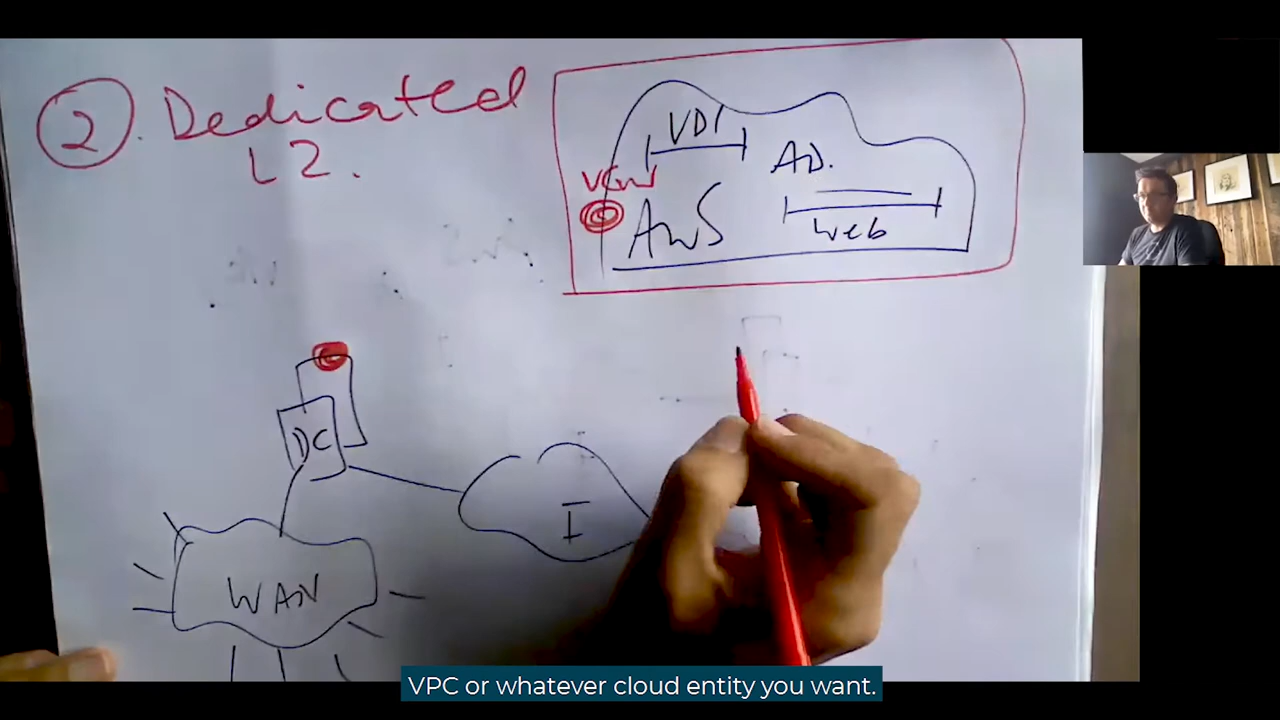 2. Dedicated
L2.
VDI
AD.
VGW
AWS
Web
DC
I
WAN
VPC or whatever cloud entity you want.